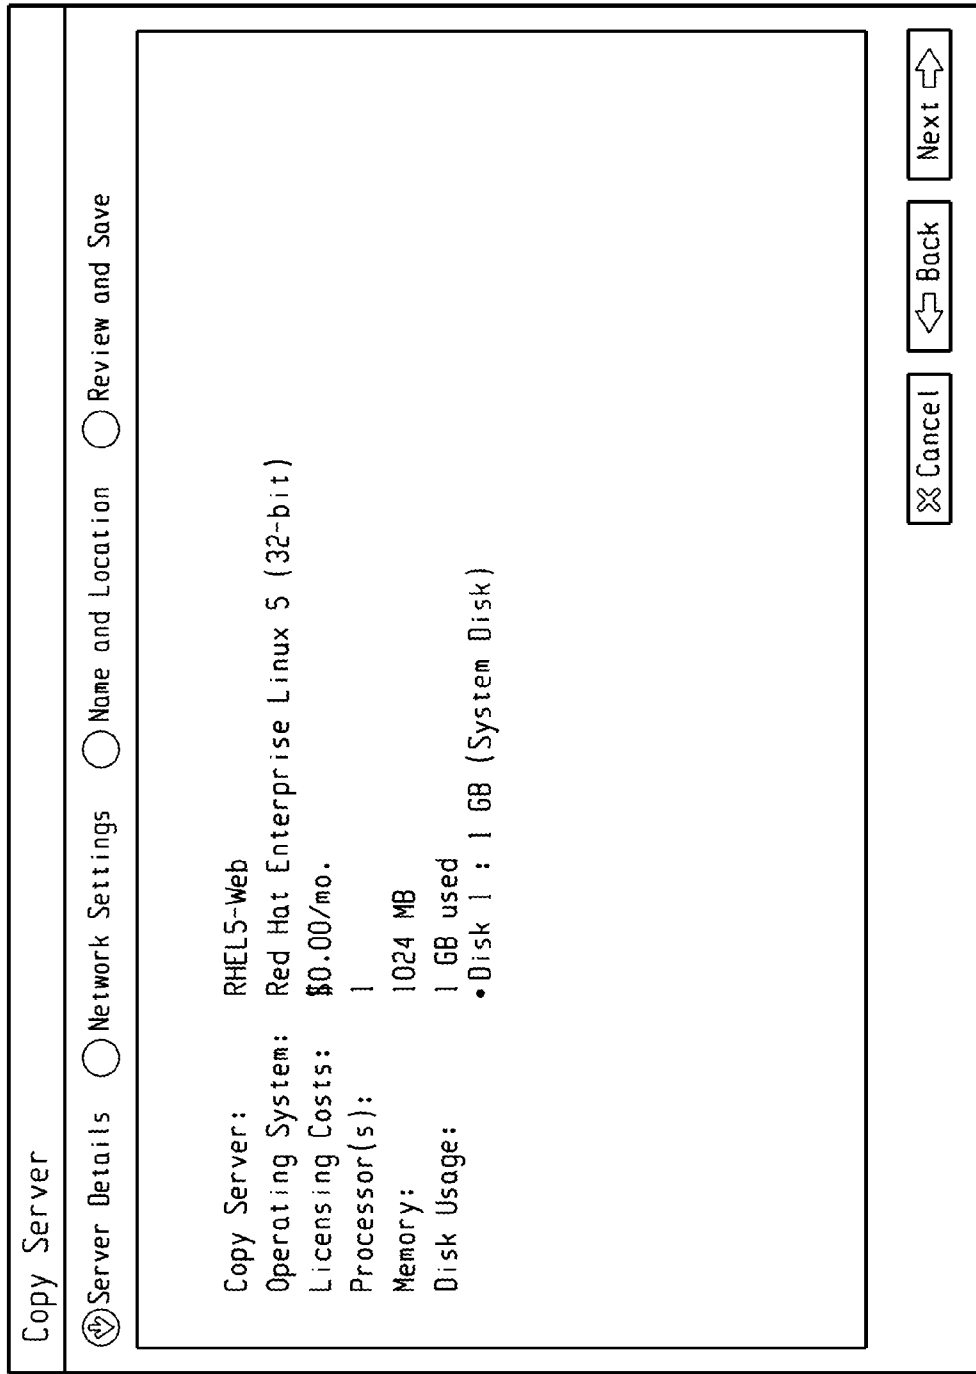 Copy Server
Server Details Network Settings Name and Location Review and Save
Copy Server: RHEL5-Web
Operating System: Red Hat Enterprise Linux 5 (32-bit)
Licensing Costs: $0.00/mo.
Processor(s): 1
Memory: 1024 MB
Disk Usage: 1 GB used
•Disk 1 : 1 GB (System Disk)
Cancel Back Next